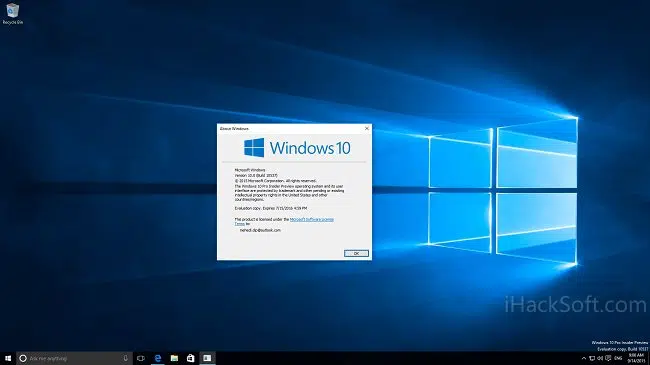 Recycle Bin
About Windows
Windows 10
Microsoft Windows
Version 10.0 (Build 10537)
© 2015 Microsoft Corporation. All rights reserved.
The Windows 10 Pro Insider Preview operating system and its user
interface are protected by trademark and other pending or existing
intellectual property rights in the United States and other
countries/regions.
Evaluation copy. Expires 7/15/2016 4:59 PM
This product is licensed under the Microsoft Software License
Terms to:
OK
iHackSoft.com
Windows 10 Pro Insider Preview
Evaluation copy. Build 10537
Ask me anything
ENG
9:00 AM
9/14/2015